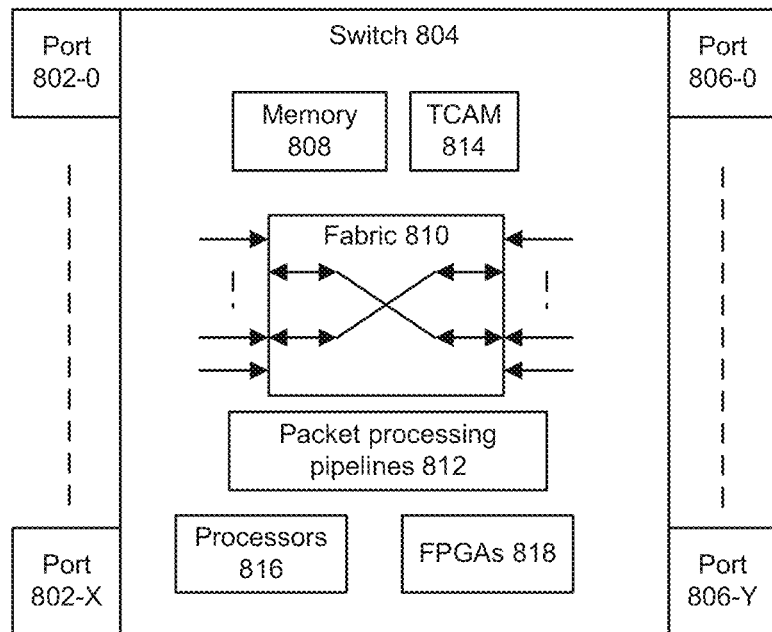 Port
802-0
Switch 804
Port
806-0
Memory
808
TCAM
814
Fabric 810
Packet processing
pipelines 812
Processors
816
FPGAs 818
Port
802-X
Port
806-Y